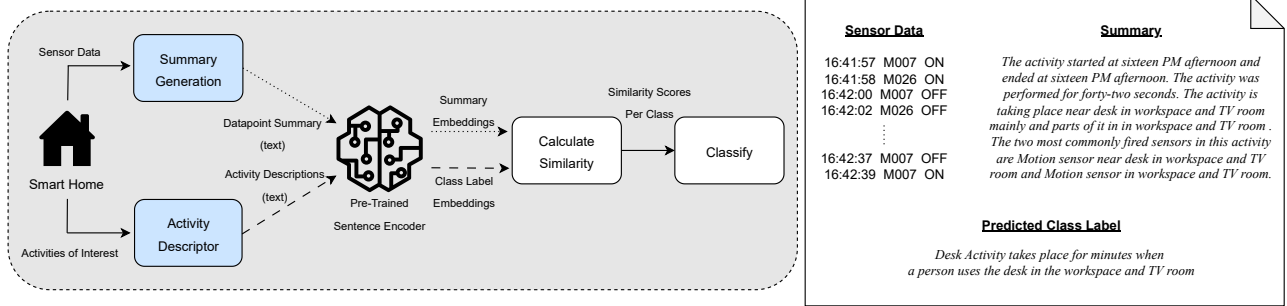 Sensor Data
Summary
Generation
Smart Home
Activities of Interest
Activity
Descriptor
Datapoint Summary
(text)
Activity Descriptions
(text)
Pre-Trained
Sentence Encoder
Summary
Embeddings
Class Label
Embeddings
Calculate
Similarity
Similarity Scores
Per Class
Classify
Sensor Data
16:41:57 M007 ON
16:41:58 M026 ON
16:42:00 M007 OFF
16:42:02 M026 OFF
16:42:37 M007 OFF
16:42:39 M007 ON
Summary
The activity started at sixteen PM afternoon and
ended at sixteen PM afternoon. The activity was
performed for forty-two seconds. The activity is
taking place near desk in workspace and TV room
mainly and parts of it in in workspace and TV room .
The two most commonly fired sensors in this activity
are Motion sensor near desk in workspace and TV
room and Motion sensor in workspace and TV room.
Predicted Class Label
Desk Activity takes place for minutes when
a person uses the desk in the workspace and TV room